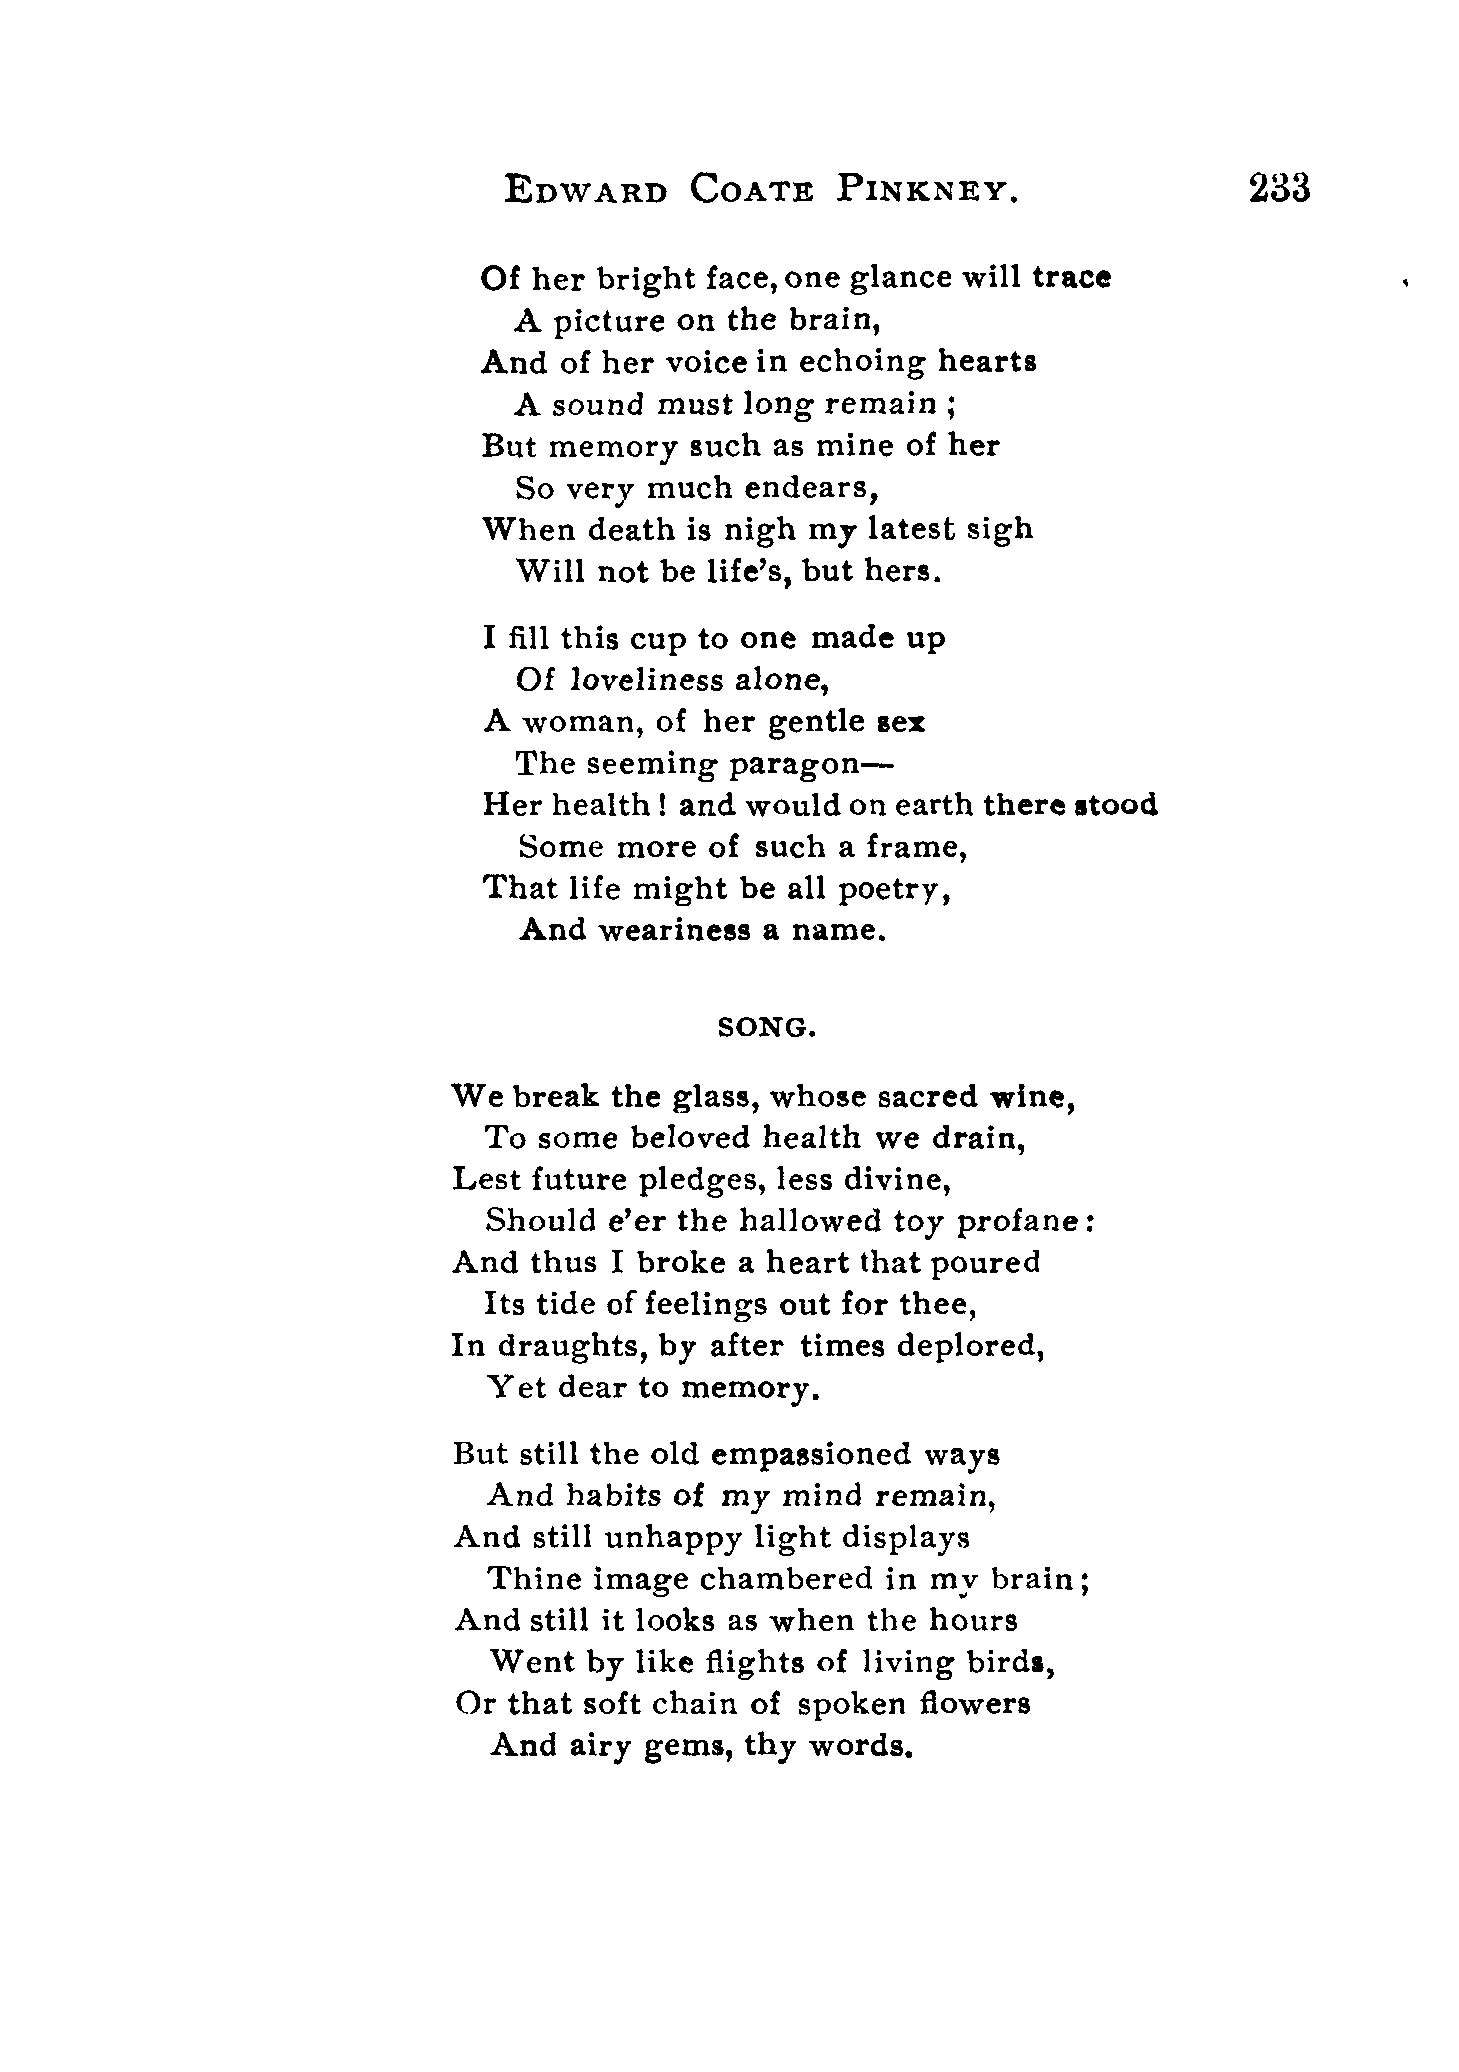 EDWARD COATE PINKNEY. 233
Of her bright face, one glance will trace
A picture on the brain,
And of her voice in echoing hearts
A sound must long remain ;
But memory such as mine of her
So very much endears,
When death is nigh my latest sigh
Will not be life's, but hers.
I fill this cup to one made up
Of loveliness alone,
A woman, of her gentle sex
The seeming paragon—
Her health ! and would on earth there stood
Some more of such a frame,
That life might be all poetry,
And weariness a name.
SONG.
We break the glass, whose sacred wine,
To some beloved health we drain,
Lest future pledges, less divine,
Should e'er the hallowed toy profane:
And thus I broke a heart that poured
Its tide of feelings out for thee,
In draughts, by after times deplored,
Yet dear to memory.
But still the old empassioned ways
And habits of my mind remain,
And still unhappy light displays
Thine image chambered in my brain;
And still it looks as when the hours
Went by like flights of living birds,
Or that soft chain of spoken flowers
And airy gems, thy words.